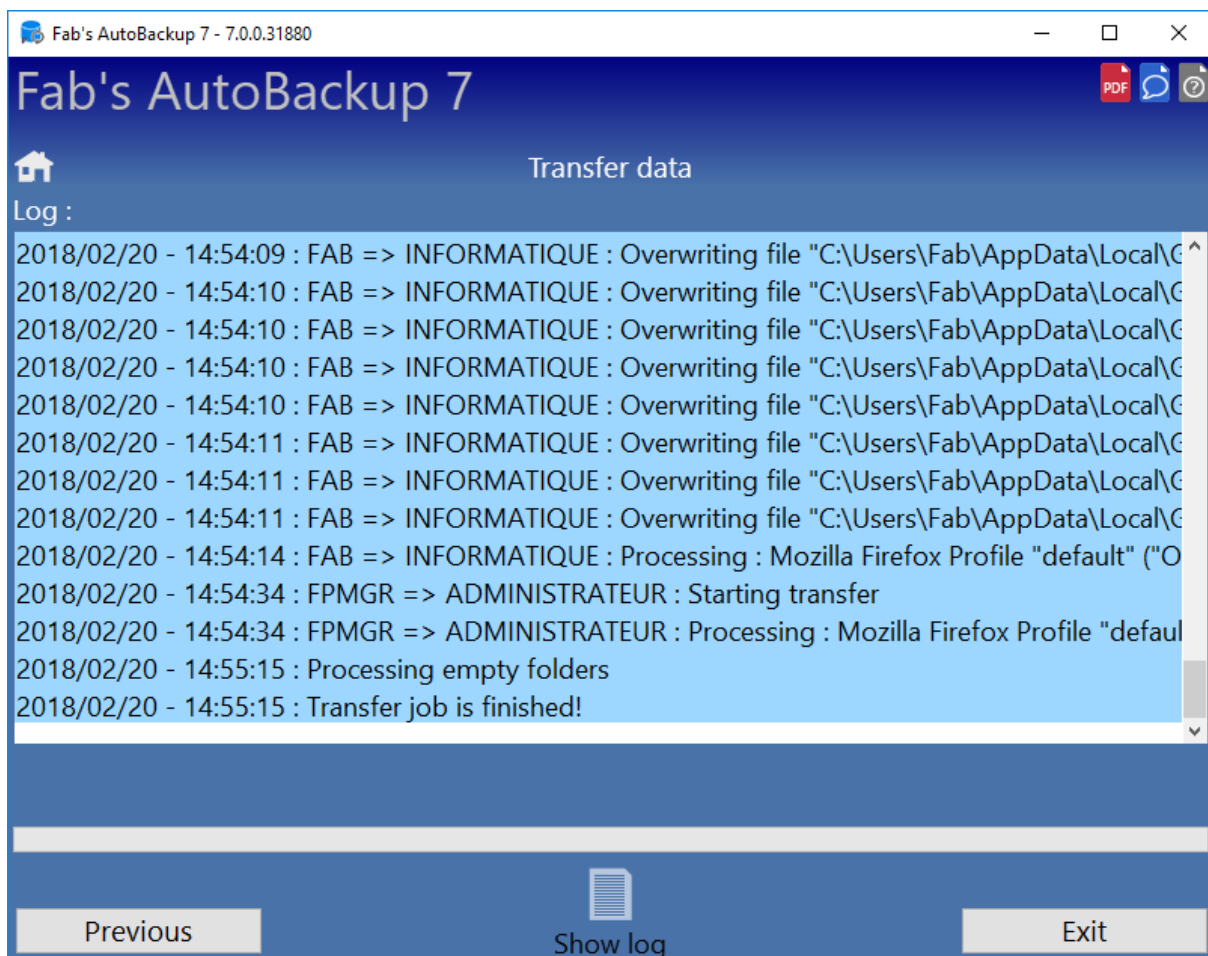 Fab's AutoBackup 7 - 7.0.0.31880
Fab's AutoBackup 7
PDF
?
Transfer data
Log :
2018/02/20 - 14:54:09 : FAB => INFORMATIQUE : Overwriting file "C:\Users\Fab\AppData\Local\G
2018/02/20 - 14:54:10 : FAB => INFORMATIQUE : Overwriting file "C:\Users\Fab\AppData\Local\G
2018/02/20 - 14:54:10 : FAB => INFORMATIQUE : Overwriting file "C:\Users\Fab\AppData\Local\G
2018/02/20 - 14:54:10 : FAB => INFORMATIQUE : Overwriting file "C:\Users\Fab\AppData\Local\G
2018/02/20 - 14:54:10 : FAB => INFORMATIQUE : Overwriting file "C:\Users\Fab\AppData\Local\G
2018/02/20 - 14:54:11 : FAB => INFORMATIQUE : Overwriting file "C:\Users\Fab\AppData\Local\G
2018/02/20 - 14:54:11 : FAB => INFORMATIQUE : Overwriting file "C:\Users\Fab\AppData\Local\G
2018/02/20 - 14:54:11 : FAB => INFORMATIQUE : Overwriting file "C:\Users\Fab\AppData\Local\G
2018/02/20 - 14:54:14 : FAB => INFORMATIQUE : Processing : Mozilla Firefox Profile "default" ("O
2018/02/20 - 14:54:34 : FPMGR => ADMINISTRATEUR : Starting transfer
2018/02/20 - 14:54:34 : FPMGR => ADMINISTRATEUR : Processing : Mozilla Firefox Profile "defaul
2018/02/20 - 14:55:15 : Processing empty folders
2018/02/20 - 14:55:15 : Transfer job is finished!
Previous
Show log
Exit